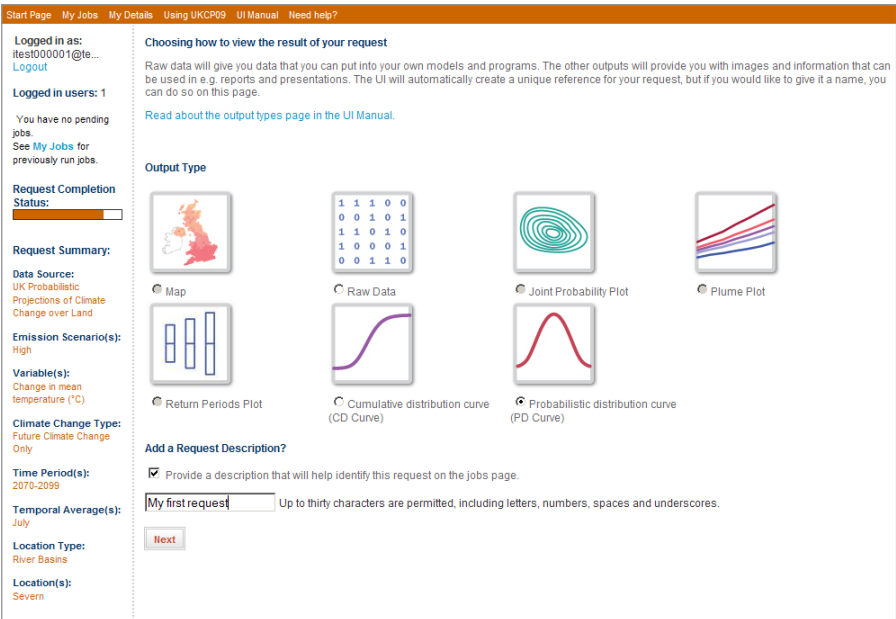 Start Page My Jobs My Details Using UKCP09 UI Manual Need help?
Logged in as:
itest000001@te...
Logout
Logged in users: 1
You have no pending
jobs.
See My Jobs for
previously run jobs.
Request Completion
Status:
Request Summary:
Data Source:
UK Probabilistic
Projections of Climate
Change over Land
Emission Scenario(s):
High
Variable(s):
Change in mean
temperature (°C)
Climate Change Type:
Future Climate Change
Only
Time Period(s):
2070-2099
Temporal Average(s):
July
Location Type:
River Basins
Location(s):
Severn
Choosing how to view the result of your request
Raw data will give you data that you can put into your own models and programs. The other outputs will provide you with images and information that can
be used in e.g. reports and presentations. The UI will automatically create a unique reference for your request, but if you would like to give it a name, you
can do so on this page.
Read about the output types page in the UI Manual.
Output Type
1 1 1 0 0
0 0 1 0 1
1 1 0 1 0
1 0 0 0 1
0 0 1 1 0
Map
Raw Data
Joint Probability Plot
Plume Plot
Return Periods Plot
Cumulative distribution curve
(CD Curve)
Probabilistic distribution curve
(PD Curve)
Add a Request Description?
Provide a description that will help identify this request on the jobs page.
My first request Up to thirty characters are permitted, including letters, numbers, spaces and underscores.
Next